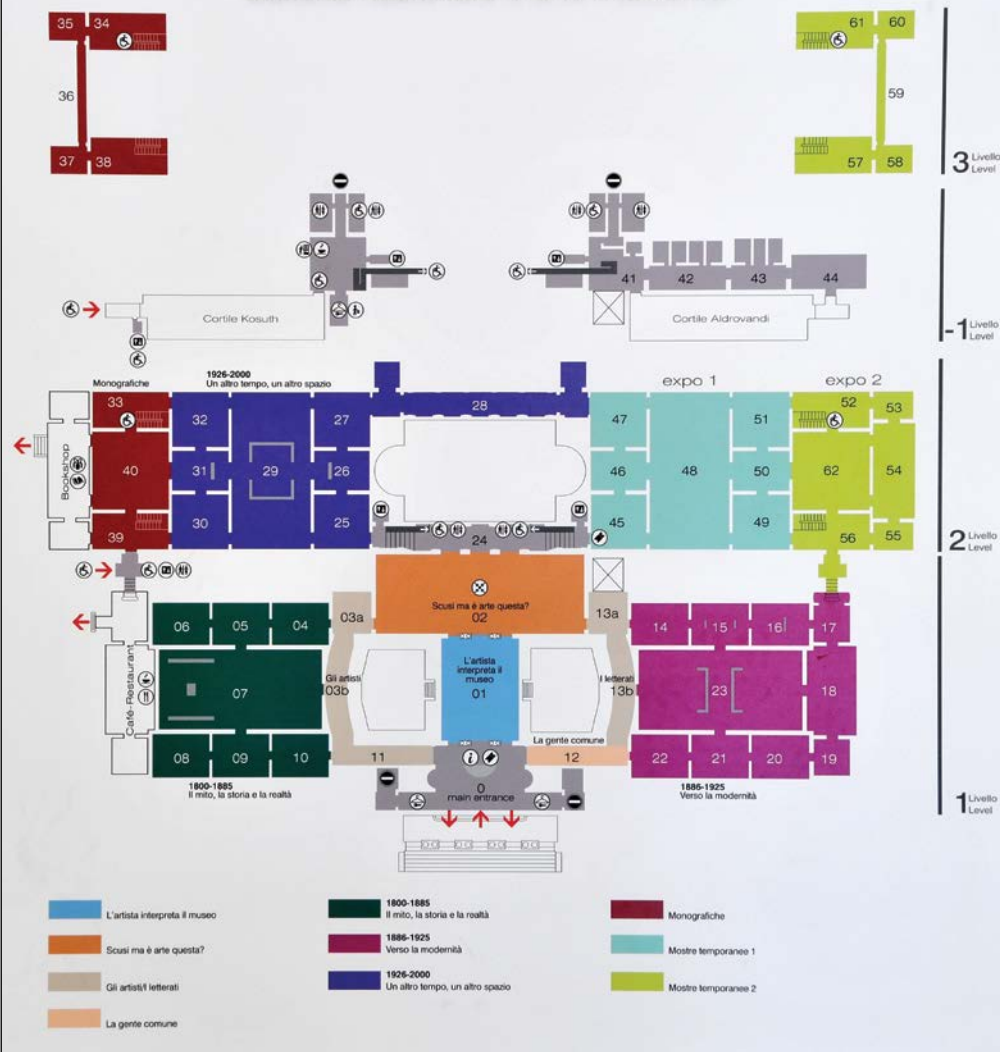 35 34
61 60
36
59
37 38
57 58
3 Livello
Level
41 42 43 44
Cortile Kosuth
Cortile Aldrovandi
-1 Livello
Level
Monografiche
1926-2000
Un altro tempo, un altro spazio
expo 1
expo 2
33 32 27 28 47 51 52 53
Bookshop
40 31 29 26 46 48 50 62 54
39 30 25 24 45 49 56 55
2 Livello
Level
Scusi ma è arte questa?
02
06 05 04 03a 13a 14 15 16 17
L'artista
interpreta il
museo
01
Café-Restaurant
07
Gli artisti
03b
I letterati
13b
23 18
La gente comune
08 09 10 11 12 22 21 20 19
0
main entrance
1800-1885
Il mito, la storia e la realtà
1886-1925
Verso la modernità
1 Livello
Level
L'artista interpreta il museo
Scusi ma è arte questa?
Gli artisti/I letterati
La gente comune
1800-1885
Il mito, la storia e la realtà
1886-1925
Verso la modernità
1926-2000
Un altro tempo, un altro spazio
Monografiche
Mostre temporanee 1
Mostre temporanee 2